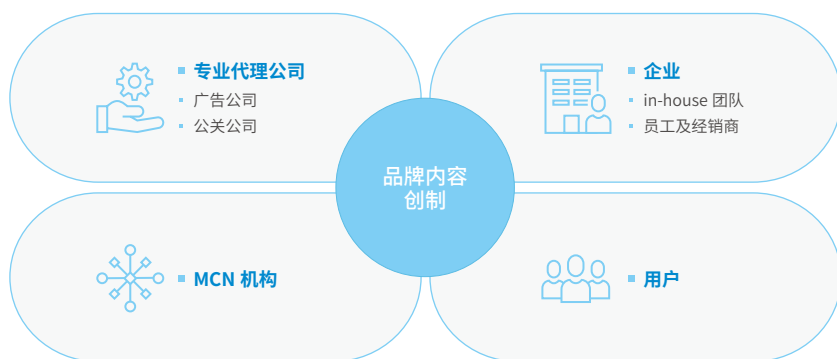 专业代理公司
广告公司
公关公司
企业
in-house 团队
员工及经销商
品牌内容
创制
MCN 机构
用户